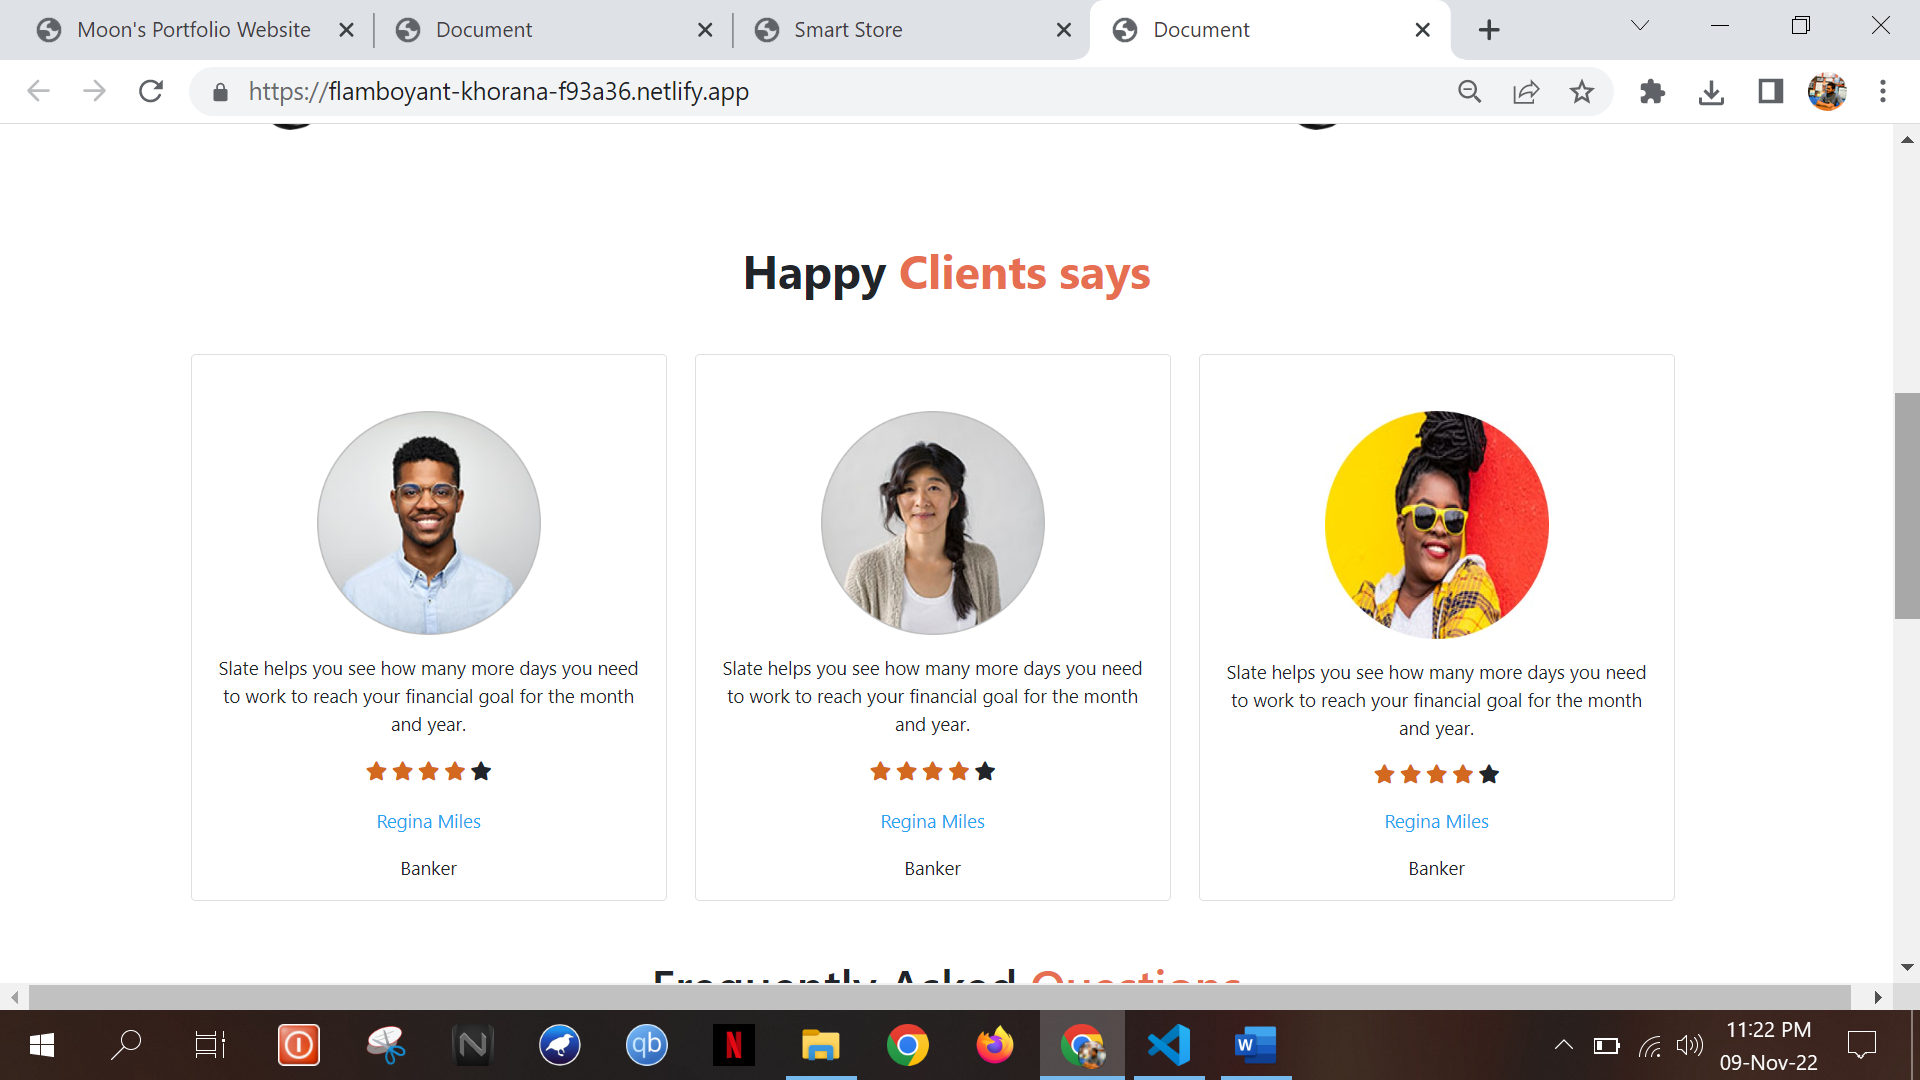 Moon's Portfolio Website
Document
Smart Store
Document
https://flamboyant-khorana-f93a36.netlify.app
Happy Clients says
Slate helps you see how many more days you need
to work to reach your financial goal for the month
and year.
Regina Miles
Banker
Slate helps you see how many more days you need
to work to reach your financial goal for the month
and year.
Regina Miles
Banker
Slate helps you see how many more days you need
to work to reach your financial goal for the month
and year.
Regina Miles
Banker
Frequently Asked Questions
N
qb
N
W
11:22 PM
09-Nov-22